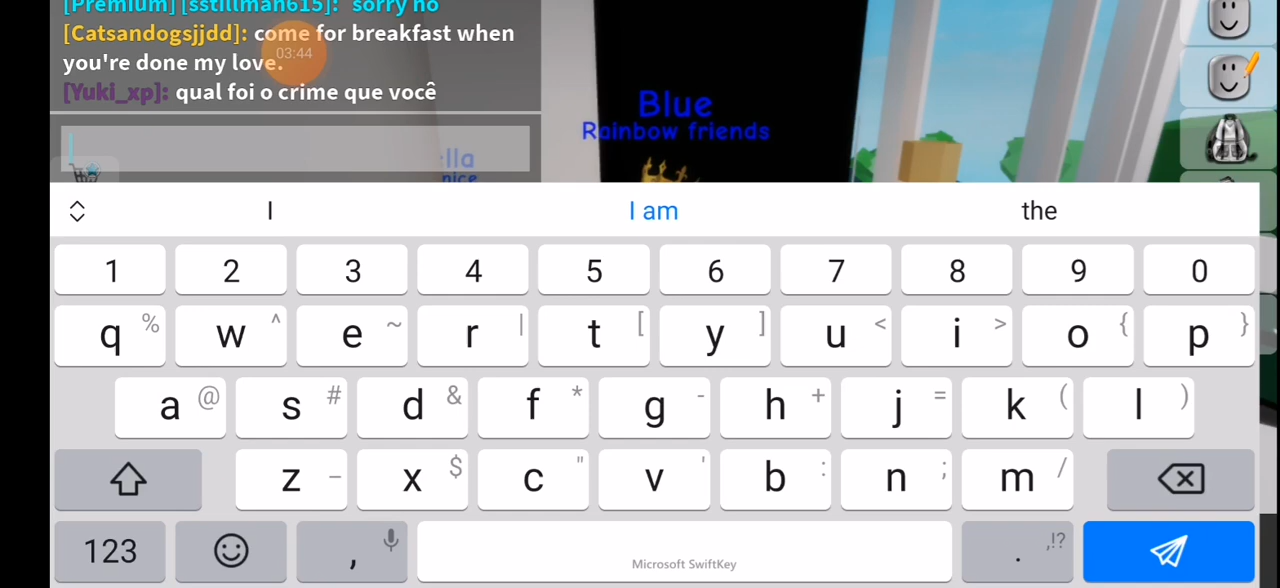 [Premium] [sstillman615]: sorry no
[Catsandogsjjdd]: come for breakfast when
you're done my love.
03:44
[Yuki_xp]: qual foi o crime que você
Blue
Rainbow friends
lla
nice
I I am the
1 2 3 4 5 6 7 8 9 0
q % w ^ e ~ r | t [ y ] u < i > o { p }
a @ s # d & f * g - h + j = k ( l )
z _ x $ c " v ' b : n ; m /
123 , Microsoft SwiftKey . ,!?